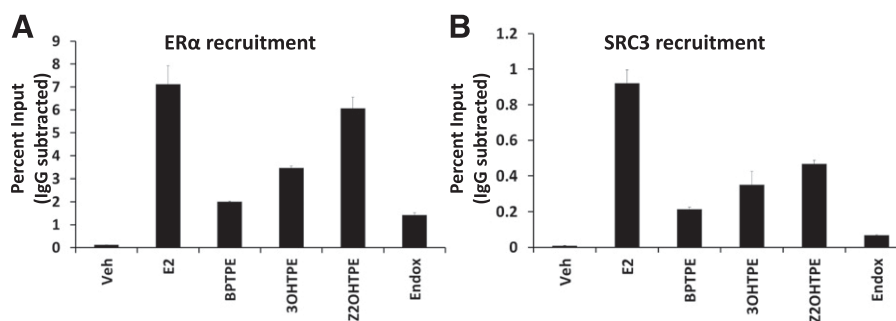 A
ERα recruitment
Percent Input
(IgG subtracted)
9
8
7
6
5
4
3
2
1
0
Veh
E2
BPTPE
3OHTPE
Z2OHTPE
Endox
B
SRC3 recruitment
Percent Input
(IgG subtracted)
1.2
1
0.8
0.6
0.4
0.2
0
Veh
E2
BPTPE
3OHTPE
Z2OHTPE
Endox